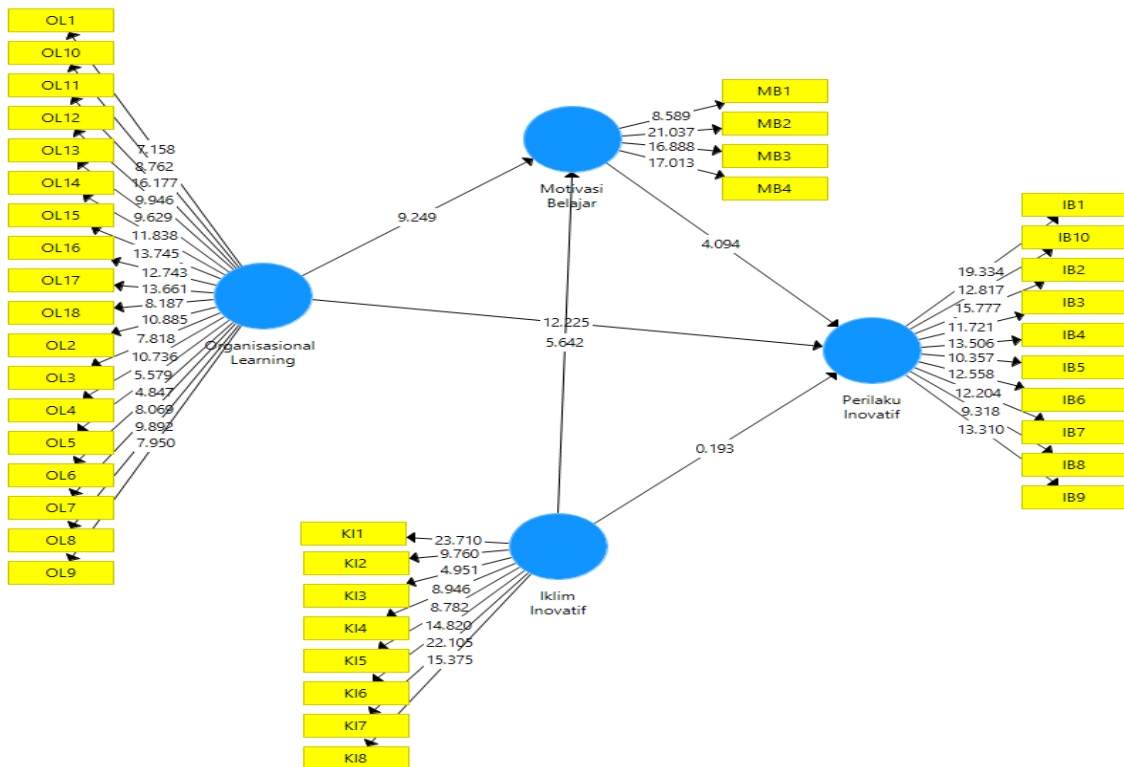 OL1
OL10
OL11
OL12
OL13
OL14
OL15
OL16
OL17
OL18
OL2
OL3
OL4
OL5
OL6
OL7
OL8
OL9
7.158
8.762
16.177
9.946
9.629
11.838
13.745
12.743
13.661
8.187
10.885
7.818
10.736
5.579
4.847
8.069
9.892
7.950
Organisasional
Learning
9.249
12.225
5.642
Motivasi
Belajar
8.589
21.037
16.888
17.013
MB1
MB2
MB3
MB4
4.094
0.193
Perilaku
Inovatif
19.334
12.817
15.777
11.721
13.506
10.357
12.558
12.204
9.318
13.310
IB1
IB10
IB2
IB3
IB4
IB5
IB6
IB7
IB8
IB9
KI1
KI2
KI3
KI4
KI5
KI6
KI7
KI8
23.710
9.760
4.951
8.946
8.782
14.820
22.105
15.375
Iklim
Inovatif